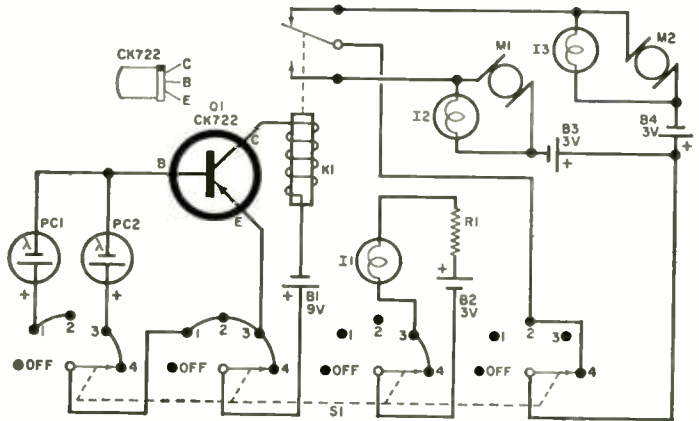 CK722
C
B
E
Q1
CK722
B
C
E
K1
I3
M2
M1
I2
B3
3V
+
B4
3V
+
PC1
λ
+
PC2
λ
+
I1
R1
+
B2
3V
+
B1
9V
1
2
3
4
OFF
1
2
3
4
OFF
1
2
3
4
OFF
1
2
3
4
OFF
S1